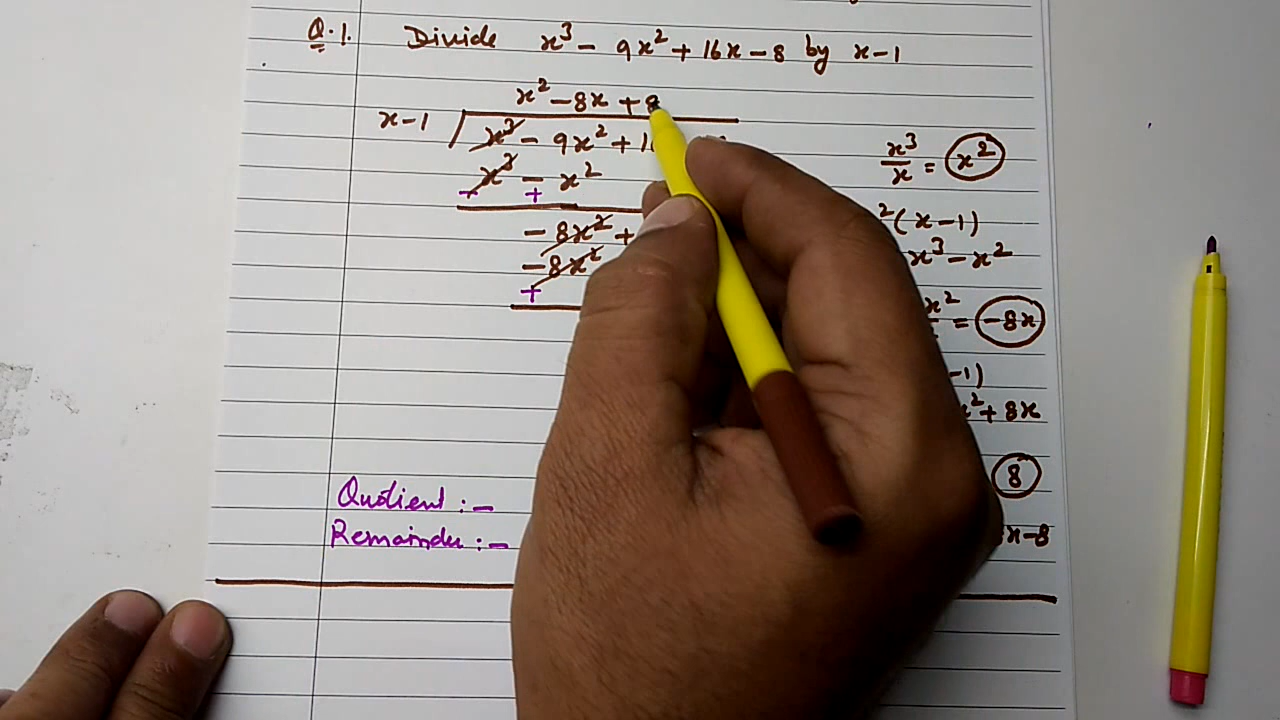 Q.1. Divide x³ - 9x² + 16x - 8 by x-1
x² - 8x + 8
x-1
x³ - 9x² + 1
x³ - x²
- +
- 8x² +
- 8x²
+
x³/x = x²
²(x-1)
x³ - x²
x²
= -8x
-1)
x² + 8x
8
x-8
Quotient :-
Remainder :-